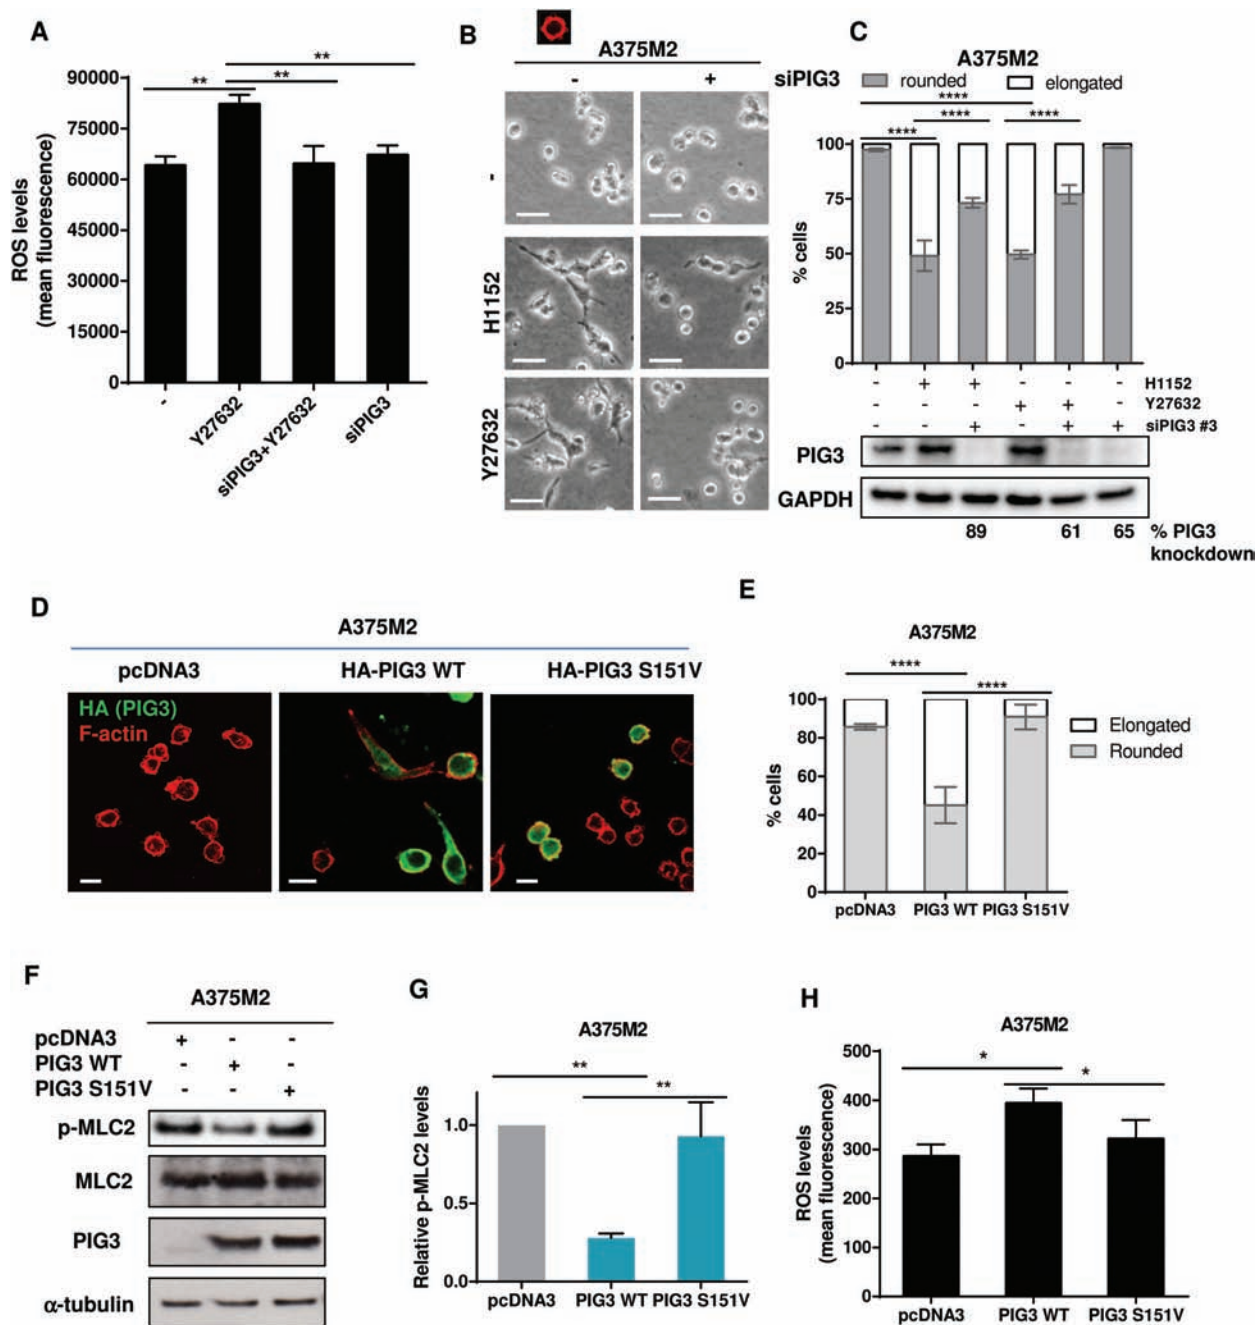 A
**
**
**
90000
75000
60000
45000
30000
15000
0
ROS levels
(mean fluorescence)
-
Y27632
siPIG3+ Y27632
siPIG3
B
A375M2
- + siPIG3
-
H1152
Y27632
C
A375M2
rounded elongated
****
**** ****
****
100
75
50
25
0
% cells
- + + - - - H1152
- - - + + - Y27632
- - + - + + siPIG3 #3
PIG3
GAPDH
89 61 65 % PIG3
knockdown
D
A375M2
pcDNA3 HA-PIG3 WT HA-PIG3 S151V
HA (PIG3)
F-actin
E
A375M2
****
****
100
80
60
40
20
0
% cells
Elongated
Rounded
pcDNA3 PIG3 WT PIG3 S151V
F
A375M2
pcDNA3 + - -
PIG3 WT - + -
PIG3 S151V - - +
p-MLC2
MLC2
PIG3
α-tubulin
G
A375M2
**
**
1.0
0.5
0.0
Relative p-MLC2 levels
pcDNA3 PIG3 WT PIG3 S151V
H
A375M2
*
*
500
400
300
200
100
0
ROS levels
(mean fluorescence)
pcDNA3 PIG3 WT PIG3 S151V